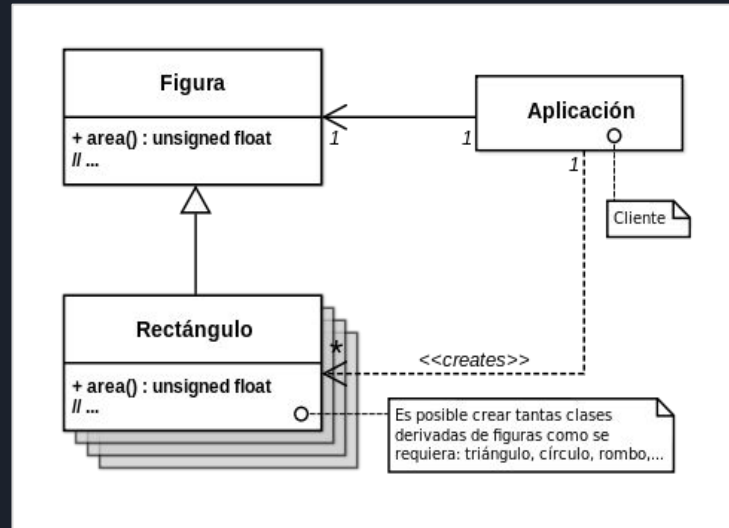 Figura
+ area() : unsigned float
// ...
Aplicación
1
1
1
Cliente
Rectángulo
+ area() : unsigned float
// ...
*
<<creates>>
Es posible crear tantas clases
derivadas de figuras como se
requiera: triángulo, círculo, rombo,...